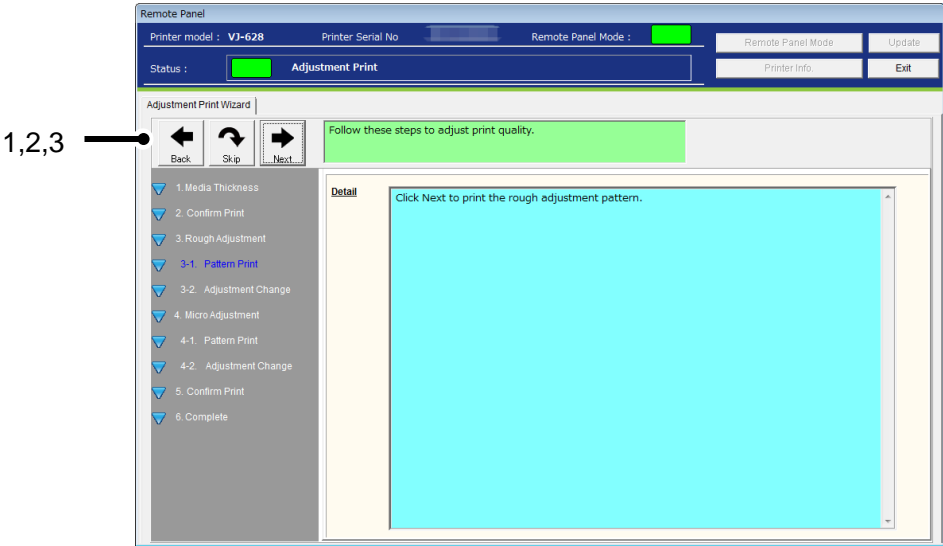 Remote Panel
Printer model : VJ-628 Printer Serial No Remote Panel Mode :
Remote Panel Mode Update
Status : Adjustment Print
Printer Info. Exit
Adjustment Print Wizard
1,2,3
Back Skip Next
Follow these steps to adjust print quality.
1. Media Thickness
2. Confirm Print
3. Rough Adjustment
3-1. Pattern Print
3-2. Adjustment Change
4. Micro Adjustment
4-1. Pattern Print
4-2. Adjustment Change
5. Confirm Print
6. Complete
Detail
Click Next to print the rough adjustment pattern.